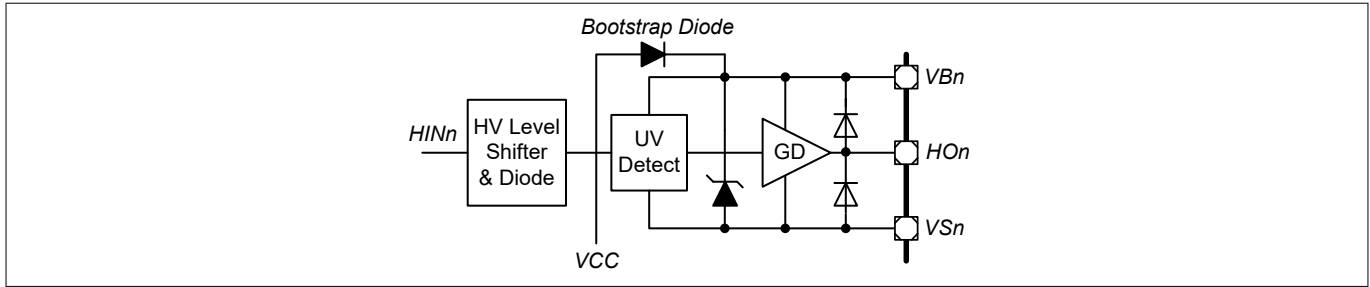 Bootstrap Diode
VBn
HINn
HV Level
Shifter
& Diode
UV
Detect
GD
HOn
VSn
VCC